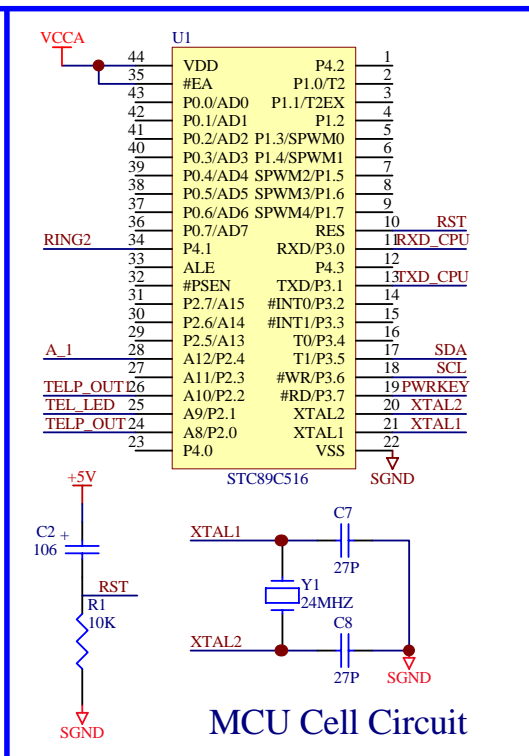 VCCA U1
44 VDD P4.2 1
35 #EA P1.0/T2 2
43 P0.0/AD0 P1.1/T2EX 3
42 P0.1/AD1 P1.2 4
41 P0.2/AD2 P1.3/SPWM0 5
40 P0.3/AD3 P1.4/SPWM1 6
39 P0.4/AD4 SPWM2/P1.5 7
38 P0.5/AD5 SPWM3/P1.6 8
37 P0.6/AD6 SPWM4/P1.7 9
36 P0.7/AD7 RES 10 RST
RING2 34 P4.1 RXD/P3.0 11 RXD_CPU
33 ALE P4.3 12
32 #PSEN TXD/P3.1 13 TXD_CPU
31 P2.7/A15 #INT0/P3.2 14
30 P2.6/A14 #INT1/P3.3 15
29 P2.5/A13 T0/P3.4 16
A_1 28 A12/P2.4 T1/P3.5 17 SDA
27 A11/P2.3 #WR/P3.6 18 SCL
TELP_OUT1 26 A10/P2.2 #RD/P3.7 19 PWRKEY
TEL_LED 25 A9/P2.1 XTAL2 20 XTAL2
TELP_OUT 24 A8/P2.0 XTAL1 21 XTAL1
23 P4.0 VSS 22
STC89C516 SGND
+5V
C2 +
106
RST
R1
10K
SGND
XTAL1 C7
27P
Y1
24MHZ
XTAL2 C8
27P
SGND
MCU Cell Circuit